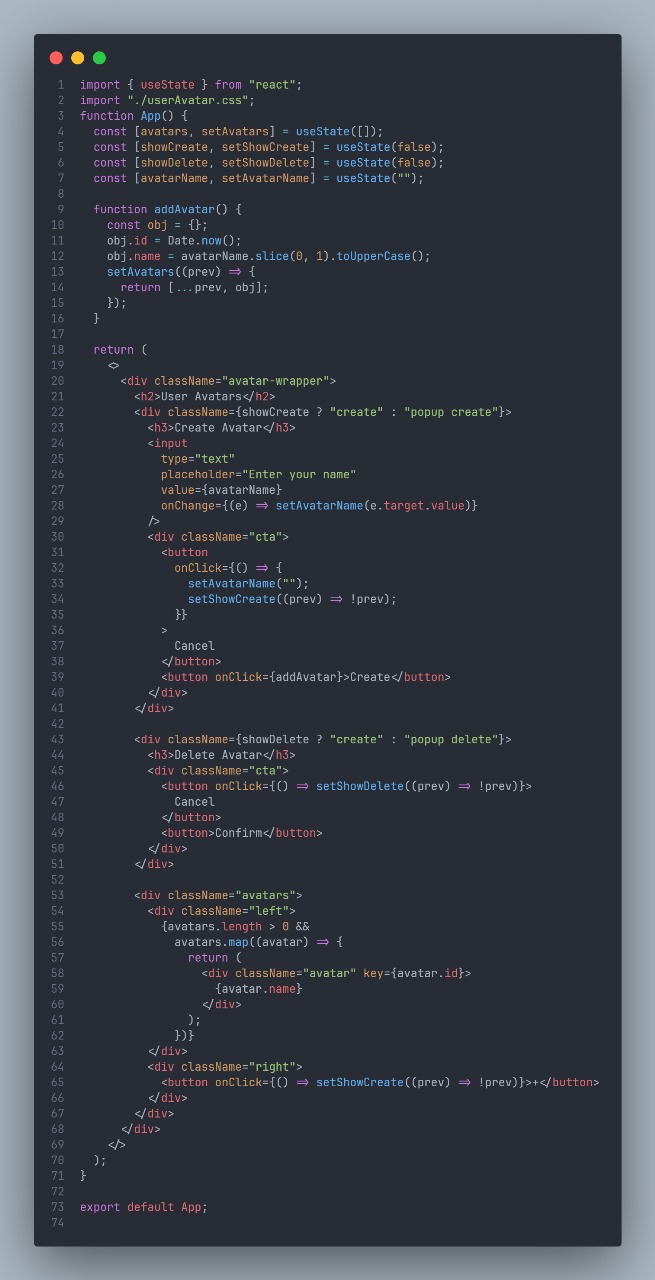 1 import { useState } from "react";
2 import "./userAvatar.css";
3 function App() {
4   const [avatars, setAvatars] = useState([]);
5   const [showCreate, setShowCreate] = useState(false);
6   const [showDelete, setShowDelete] = useState(false);
7   const [avatarName, setAvatarName] = useState("");
8
9   function addAvatar() {
10     const obj = {};
11     obj.id = Date.now();
12     obj.name = avatarName.slice(0, 1).toUpperCase();
13     setAvatars((prev) => {
14       return [...prev, obj];
15     });
16   }
17
18   return (
19     <>
20       <div className="avatar-wrapper">
21         <h2>User Avatars</h2>
22         <div className={showCreate ? "create" : "popup create"}>
23           <h3>Create Avatar</h3>
24           <input
25             type="text"
26             placeholder="Enter your name"
27             value={avatarName}
28             onChange={(e) => setAvatarName(e.target.value)}
29           />
30           <div className="cta">
31             <button
32               onClick={() => {
33                 setAvatarName("");
34                 setShowCreate((prev) => !prev);
35               }}
36             >
37               Cancel
38             </button>
39             <button onClick={addAvatar}>Create</button>
40           </div>
41         </div>
42
43         <div className={showDelete ? "create" : "popup delete"}>
44           <h3>Delete Avatar</h3>
45           <div className="cta">
46             <button onClick={() => setShowDelete((prev) => !prev)}>
47               Cancel
48             </button>
49             <button>Confirm</button>
50           </div>
51         </div>
52
53         <div className="avatars">
54           <div className="left">
55             {avatars.length > 0 &&
56               avatars.map((avatar) => {
57                 return (
58                   <div className="avatar" key={avatar.id}>
59                     {avatar.name}
60                   </div>
61                 );
62               })}
63           </div>
64           <div className="right">
65             <button onClick={() => setShowCreate((prev) => !prev)}>+</button>
66           </div>
67         </div>
68       </div>
69     </>
70   );
71 }
72
73 export default App;
74